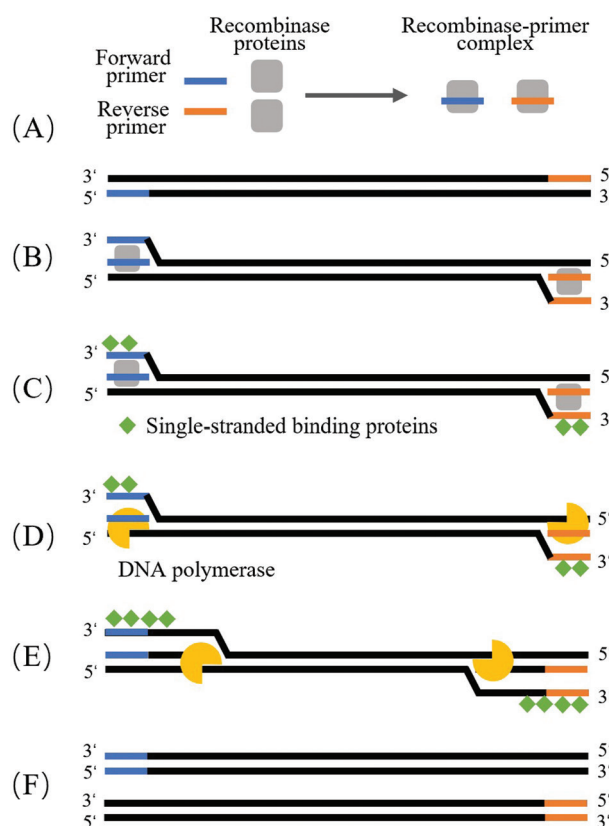 Recombinase
proteins
Recombinase-primer
complex
Forward
primer
Reverse
primer
(A)
3‘ 5‘
5‘ 3‘
(B)
3‘
5‘
5‘
3‘
(C)
3‘
5‘
5‘
3‘
Single-stranded binding proteins
(D)
3‘
5‘
5‘
3‘
DNA polymerase
(E)
3‘
5‘
5‘
3‘
(F)
3‘ 5‘
5‘ 3‘
3‘ 5‘
5‘ 3‘